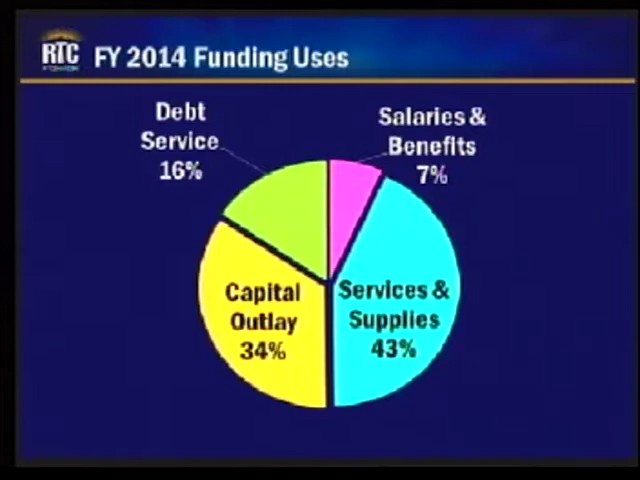 RTC
FY 2014 Funding Uses
Debt
Service
16%
Salaries &
Benefits
7%
Capital
Outlay
34%
Services &
Supplies
43%